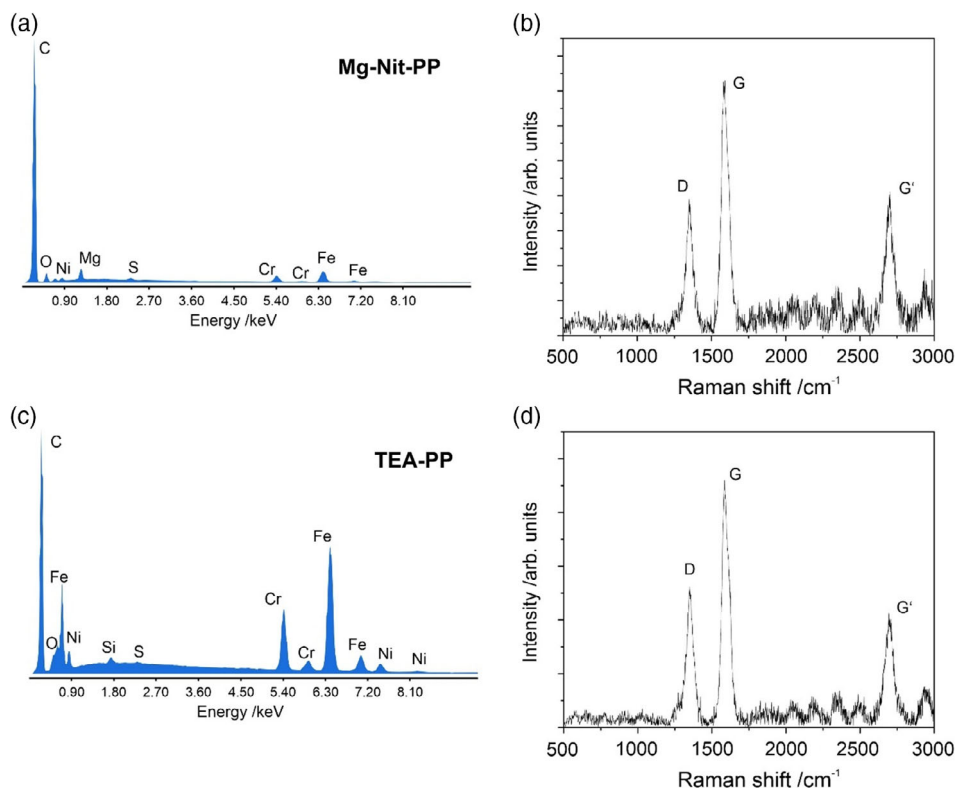 (a)
C
Mg-Nit-PP
O
Ni
Mg
S
Cr
Cr
Fe
Fe
0.90 1.80 2.70 3.60 4.50 5.40 6.30 7.20 8.10
Energy /keV
(b)
Intensity /arb. units
D
G
G'
500 1000 1500 2000 2500 3000
Raman shift /cm⁻¹
(c)
C
TEA-PP
Fe
O
Ni
Si
S
Cr
Cr
Fe
Fe
Ni
Ni
0.90 1.80 2.70 3.60 4.50 5.40 6.30 7.20 8.10
Energy /keV
(d)
Intensity /arb. units
D
G
G'
500 1000 1500 2000 2500 3000
Raman shift /cm⁻¹